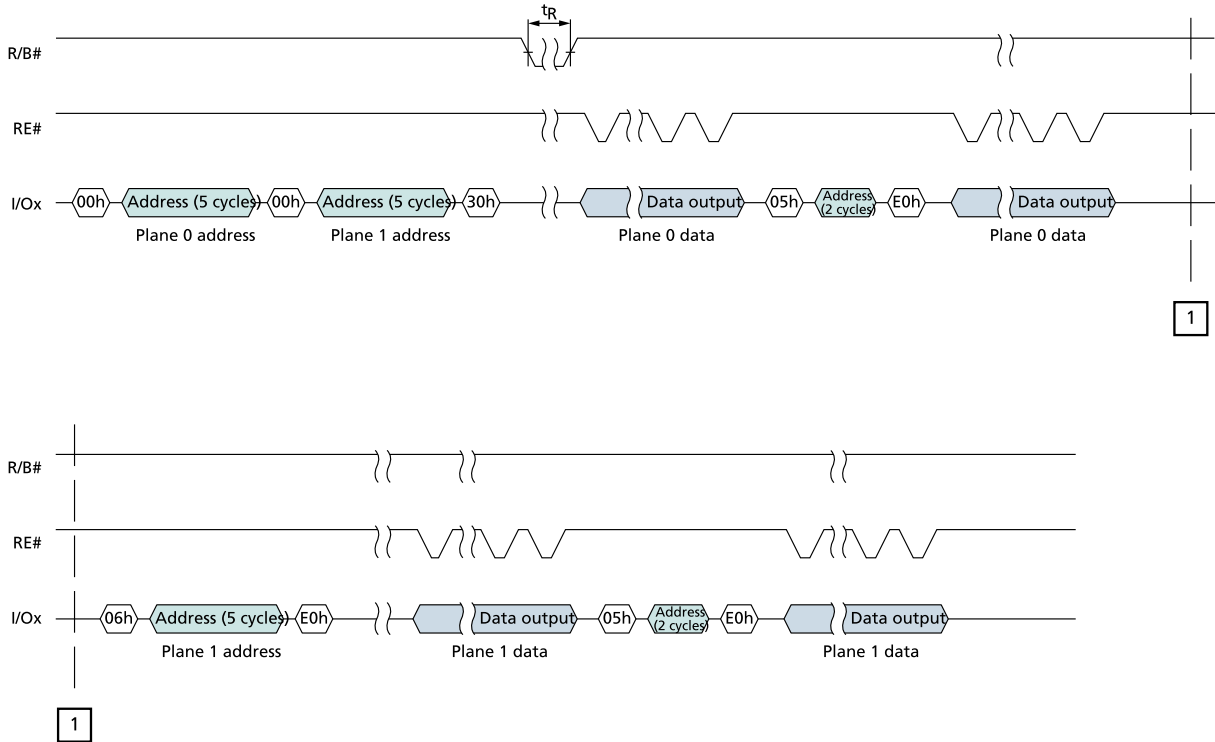 tR
R/B#
RE#
I/Ox
00h Address (5 cycles) 00h Address (5 cycles) 30h Data output 05h Address (2 cycles) E0h Data output
Plane 0 address Plane 1 address Plane 0 data Plane 0 data
1
R/B#
RE#
I/Ox
06h Address (5 cycles) E0h Data output 05h Address (2 cycles) E0h Data output
Plane 1 address Plane 1 data Plane 1 data
1